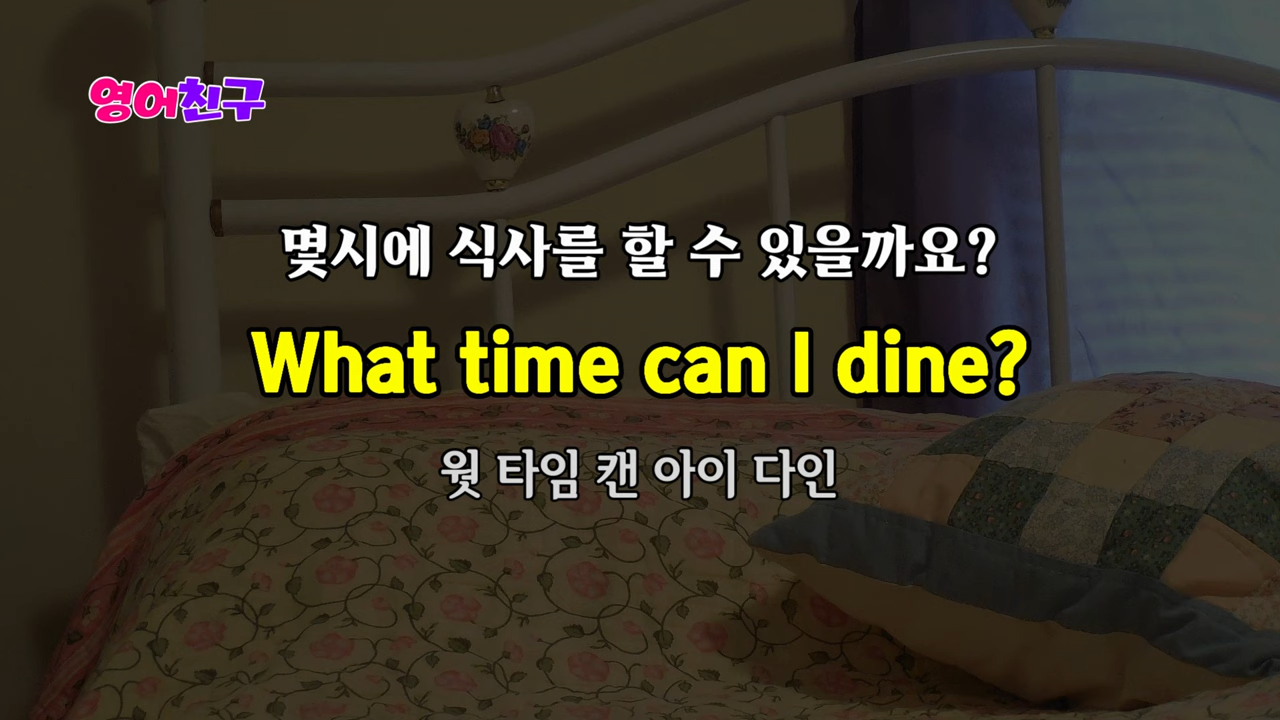 영어친구
몇시에 식사를 할 수 있을까요?
What time can I dine?
웟 타임 캔 아이 다인